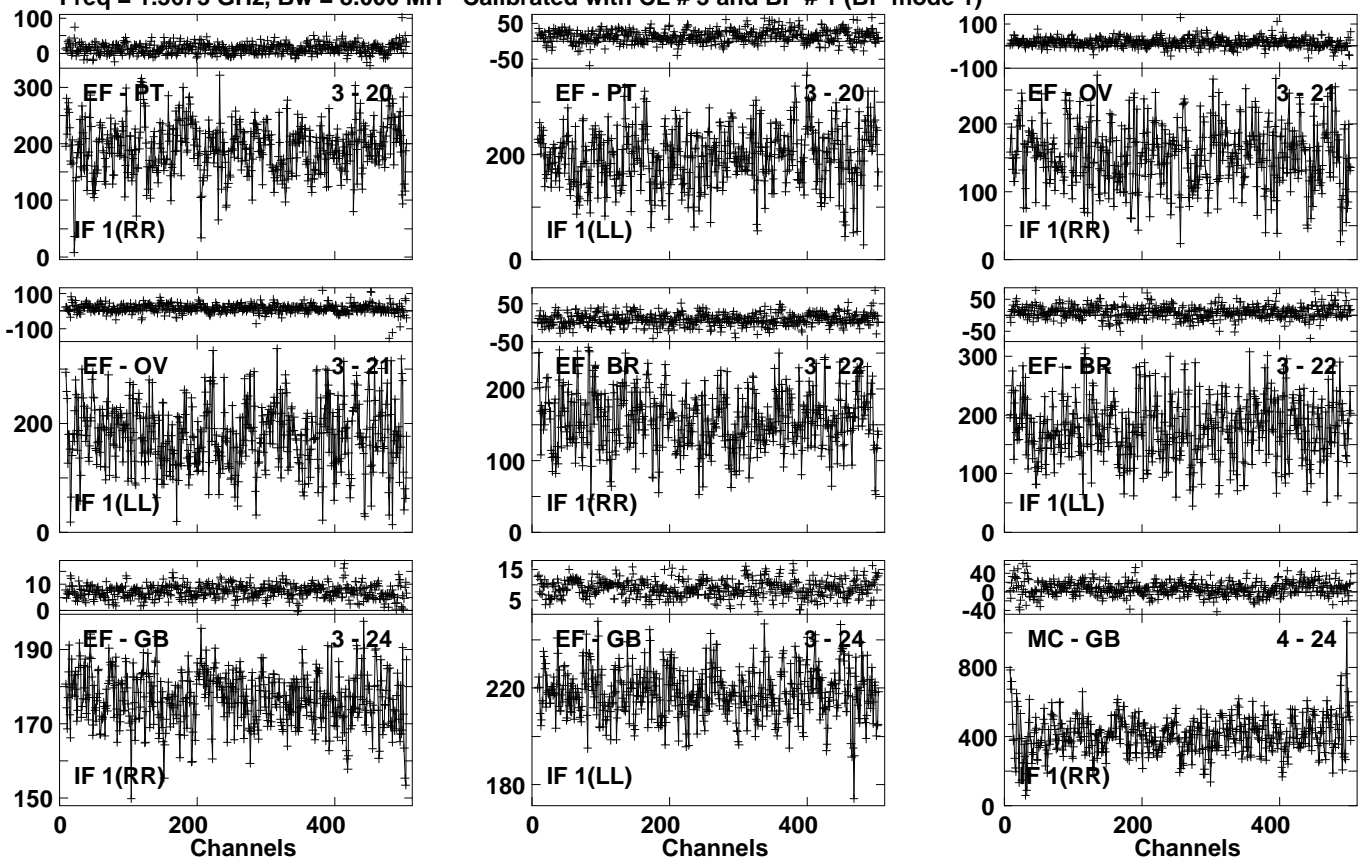 Freq = GHz, Bw = 8.000 MH Calibrated with CL # and BP # 1 (BP mode 1)
100
0
300
200
100
0
EF - PT 3 - 20
IF 1(RR)
50
-50
200
0
EF - PT 3 - 20
IF 1(LL)
100
-100
200
100
0
EF - OV 3 - 21
IF 1(RR)
100
-100
200
0
EF - OV 3 - 21
IF 1(LL)
50
-50
200
100
0
EF - BR 3 - 22
IF 1(RR)
50
-50
300
200
100
0
EF - BR 3 - 22
IF 1(LL)
10
0
190
170
150
EF - GB 3 - 24
IF 1(RR)
0 200 400
Channels
15
5
220
180
EF - GB 3 - 24
IF 1(LL)
0 200 400
Channels
40
0
-40
800
400
0
MC - GB 4 - 24
IF 1(RR)
0 200 400
Channels